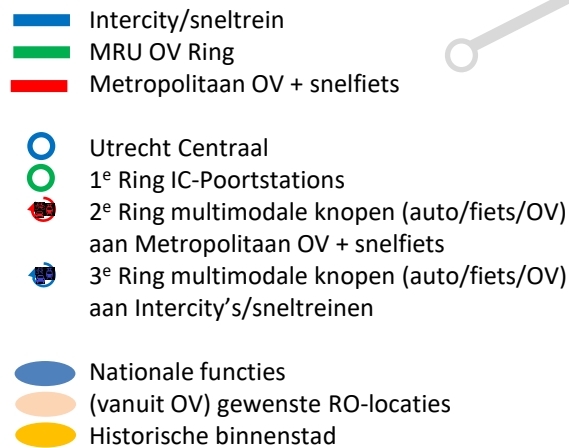 Intercity/sneltrein
MRU OV Ring
Metropolitaan OV + snelfiets
Utrecht Centraal
1e Ring IC-Poortstations
2e Ring multimodale knopen (auto/fiets/OV)
aan Metropolitaan OV + snelfiets
3e Ring multimodale knopen (auto/fiets/OV)
aan Intercity's/sneltreinen
Nationale functies
(vanuit OV) gewenste RO-locaties
Historische binnenstad